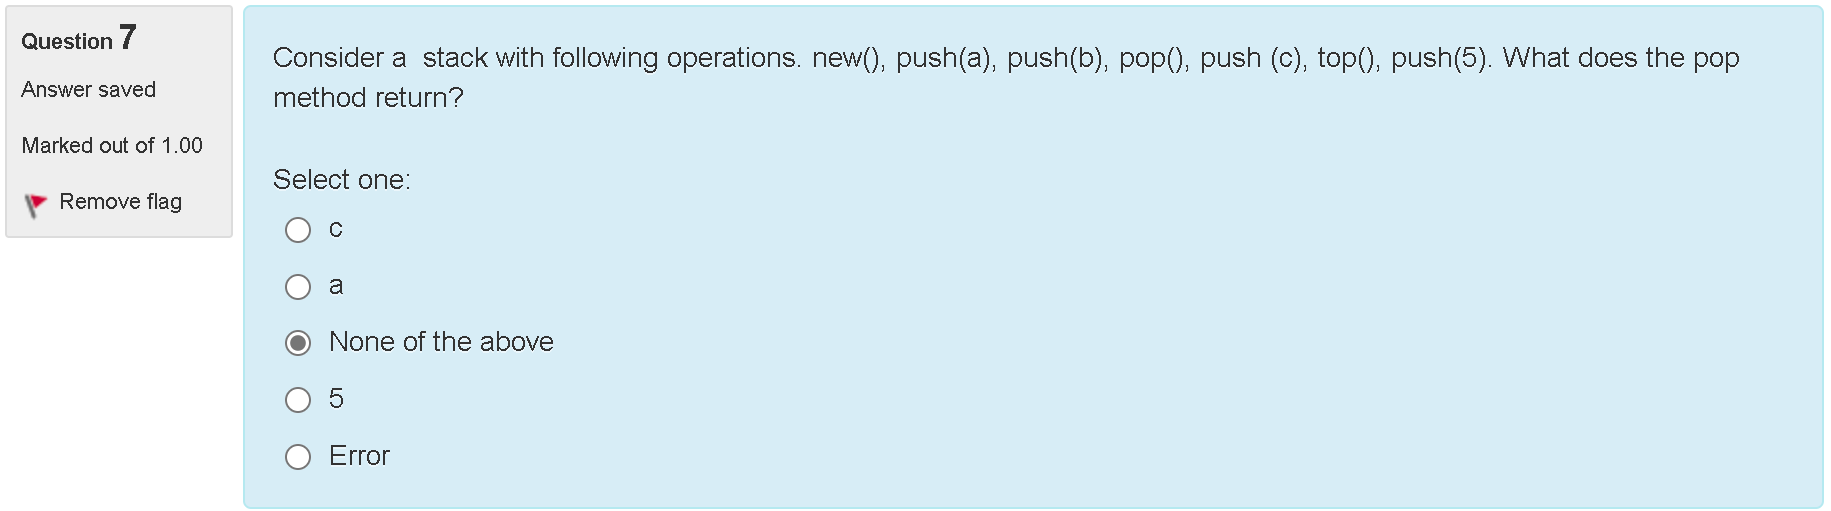 Question 7
Answer saved
Marked out of 1.00
Remove flag
Consider a  stack with following operations. new(), push(a), push(b), pop(), push (c), top(), push(5). What does the pop
method return?
Select one:
c
a
None of the above
5
Error